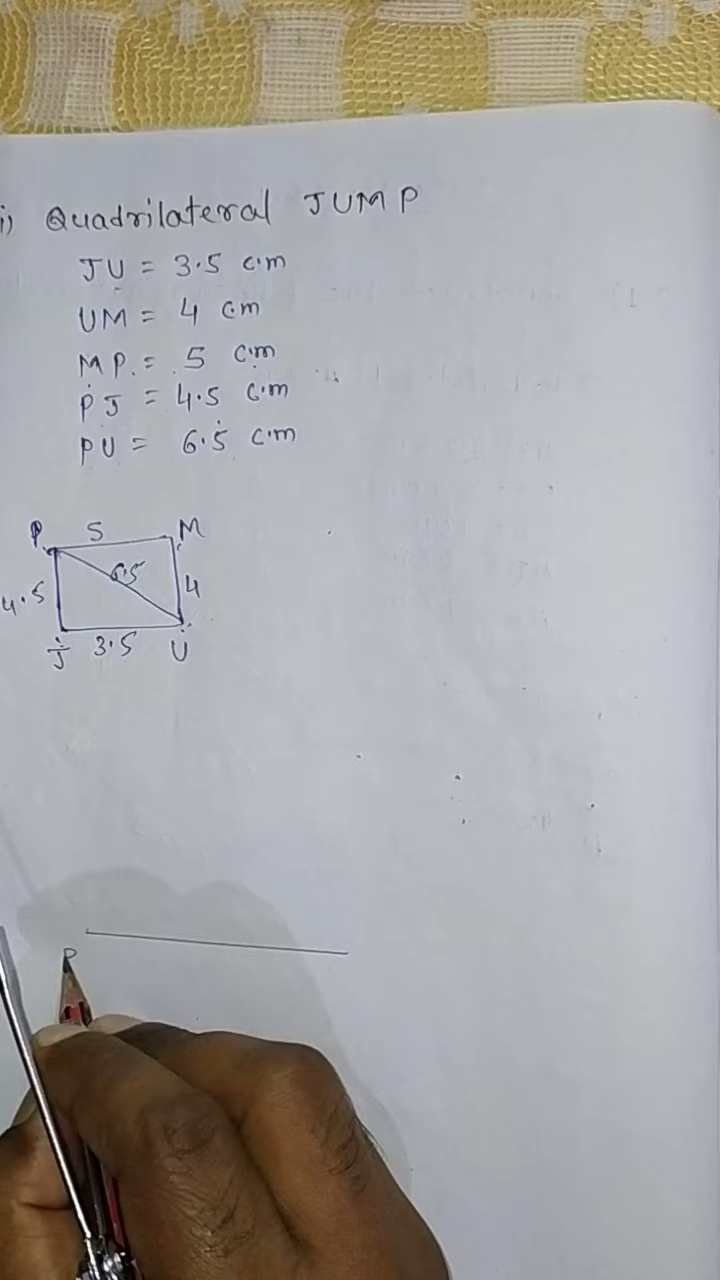 i) Quadrilateral JUMP
JU = 3.5 cm
UM = 4 cm
MP = 5 cm
PJ = 4.5 cm
PU = 6.5 cm
P 5 M
6.5
4.5 4
J 3.5 U
P